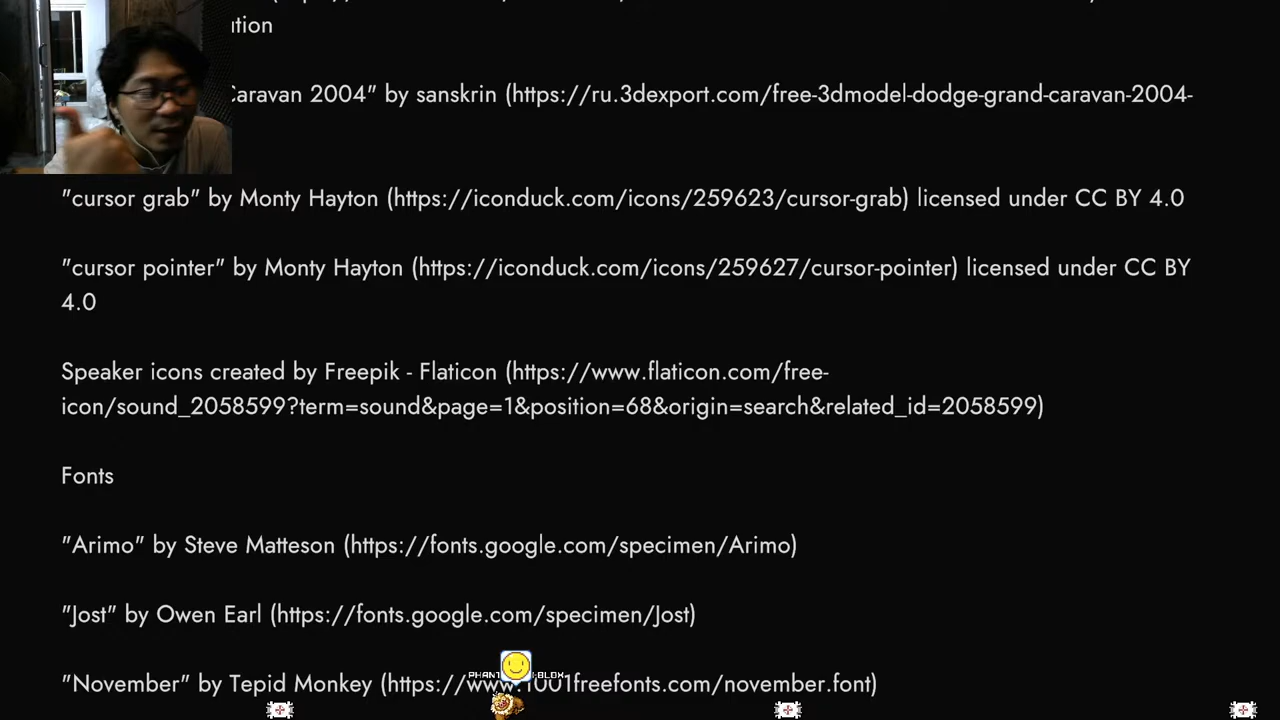 ution
Caravan 2004" by sanskrin (https://ru.3dexport.com/free-3dmodel-dodge-grand-caravan-2004-
"cursor grab" by Monty Hayton (https://iconduck.com/icons/259623/cursor-grab) licensed under CC BY 4.0
"cursor pointer" by Monty Hayton (https://iconduck.com/icons/259627/cursor-pointer) licensed under CC BY
4.0
Speaker icons created by Freepik - Flaticon (https://www.flaticon.com/free-
icon/sound_2058599?term=sound&page=1&position=68&origin=search&related_id=2058599)
Fonts
"Arimo" by Steve Matteson (https://fonts.google.com/specimen/Arimo)
"Jost" by Owen Earl (https://fonts.google.com/specimen/Jost)
"November" by Tepid Monkey (https://www.1001freefonts.com/november.font)